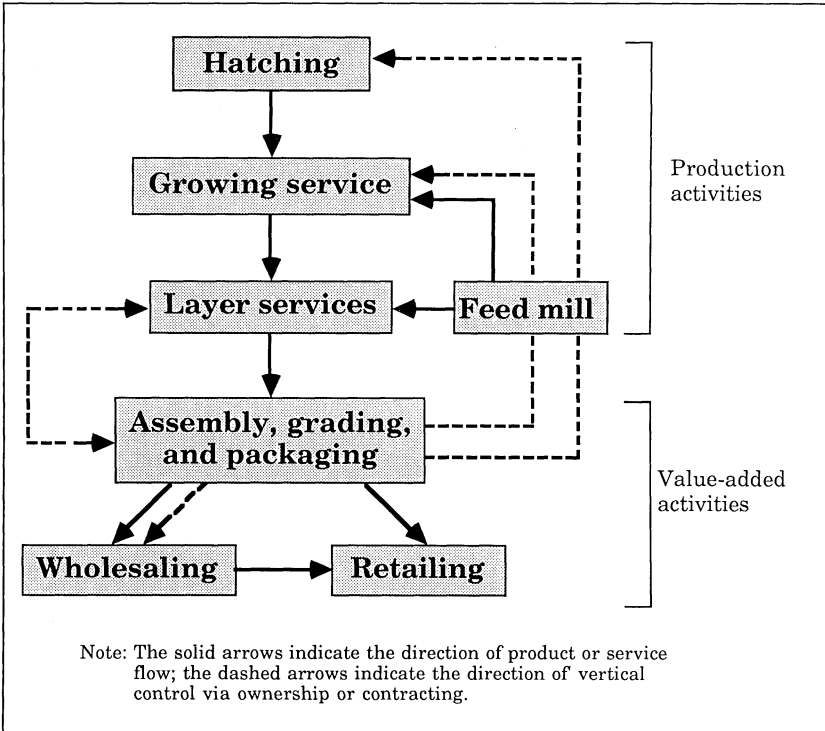 Hatching
Growing service
Production
activities
Layer services
Feed mill
Assembly, grading,
and packaging
Value-added
activities
Wholesaling
Retailing
Note: The solid arrows indicate the direction of product or service
flow; the dashed arrows indicate the direction of vertical
control via ownership or contracting.